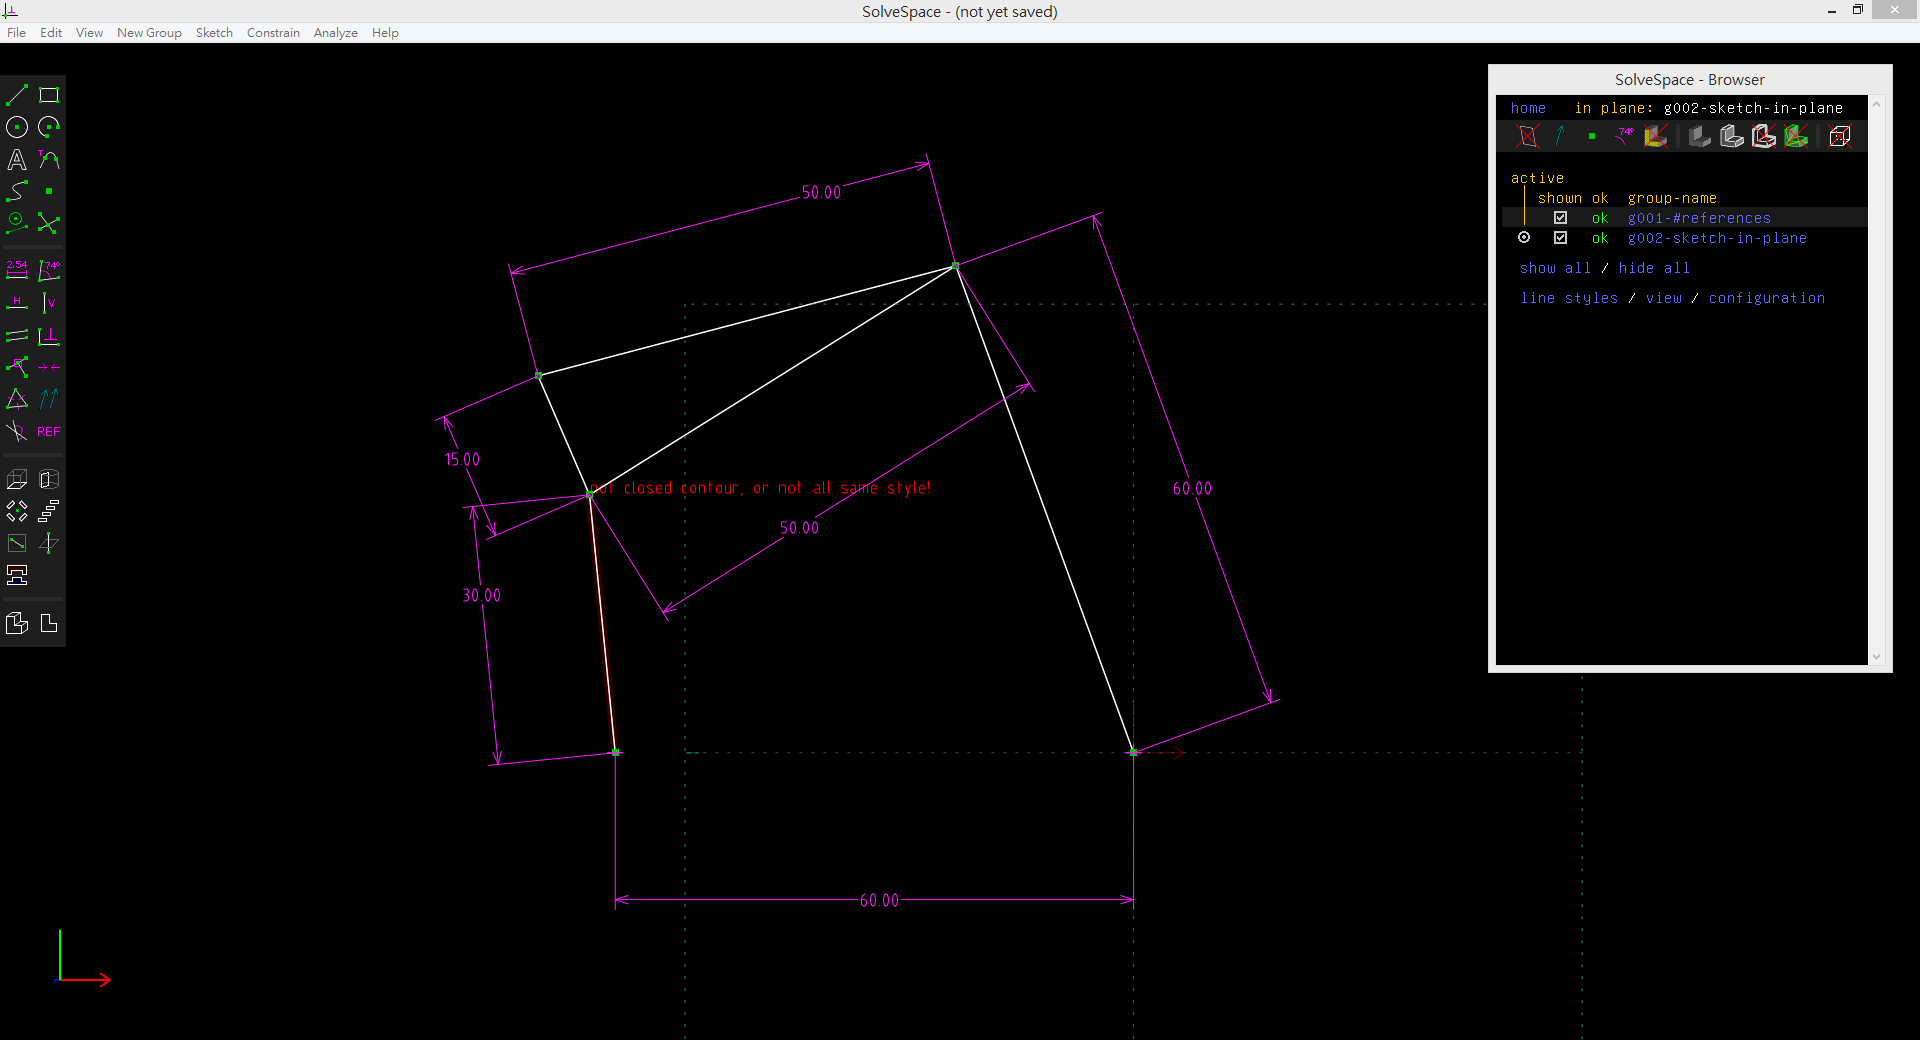 SolveSpace - (not yet saved)
File Edit View New Group Sketch Constrain Analyze Help
SolveSpace - Browser
home in plane: g002-sketch-in-plane
74°
active
shown ok group-name
ok g001-#references
ok g002-sketch-in-plane
show all / hide all
line styles / view / configuration
A T
2.54 74°
H V
REF
50.00
15.00
not closed contour, or not all same style!
60.00
50.00
30.00
60.00